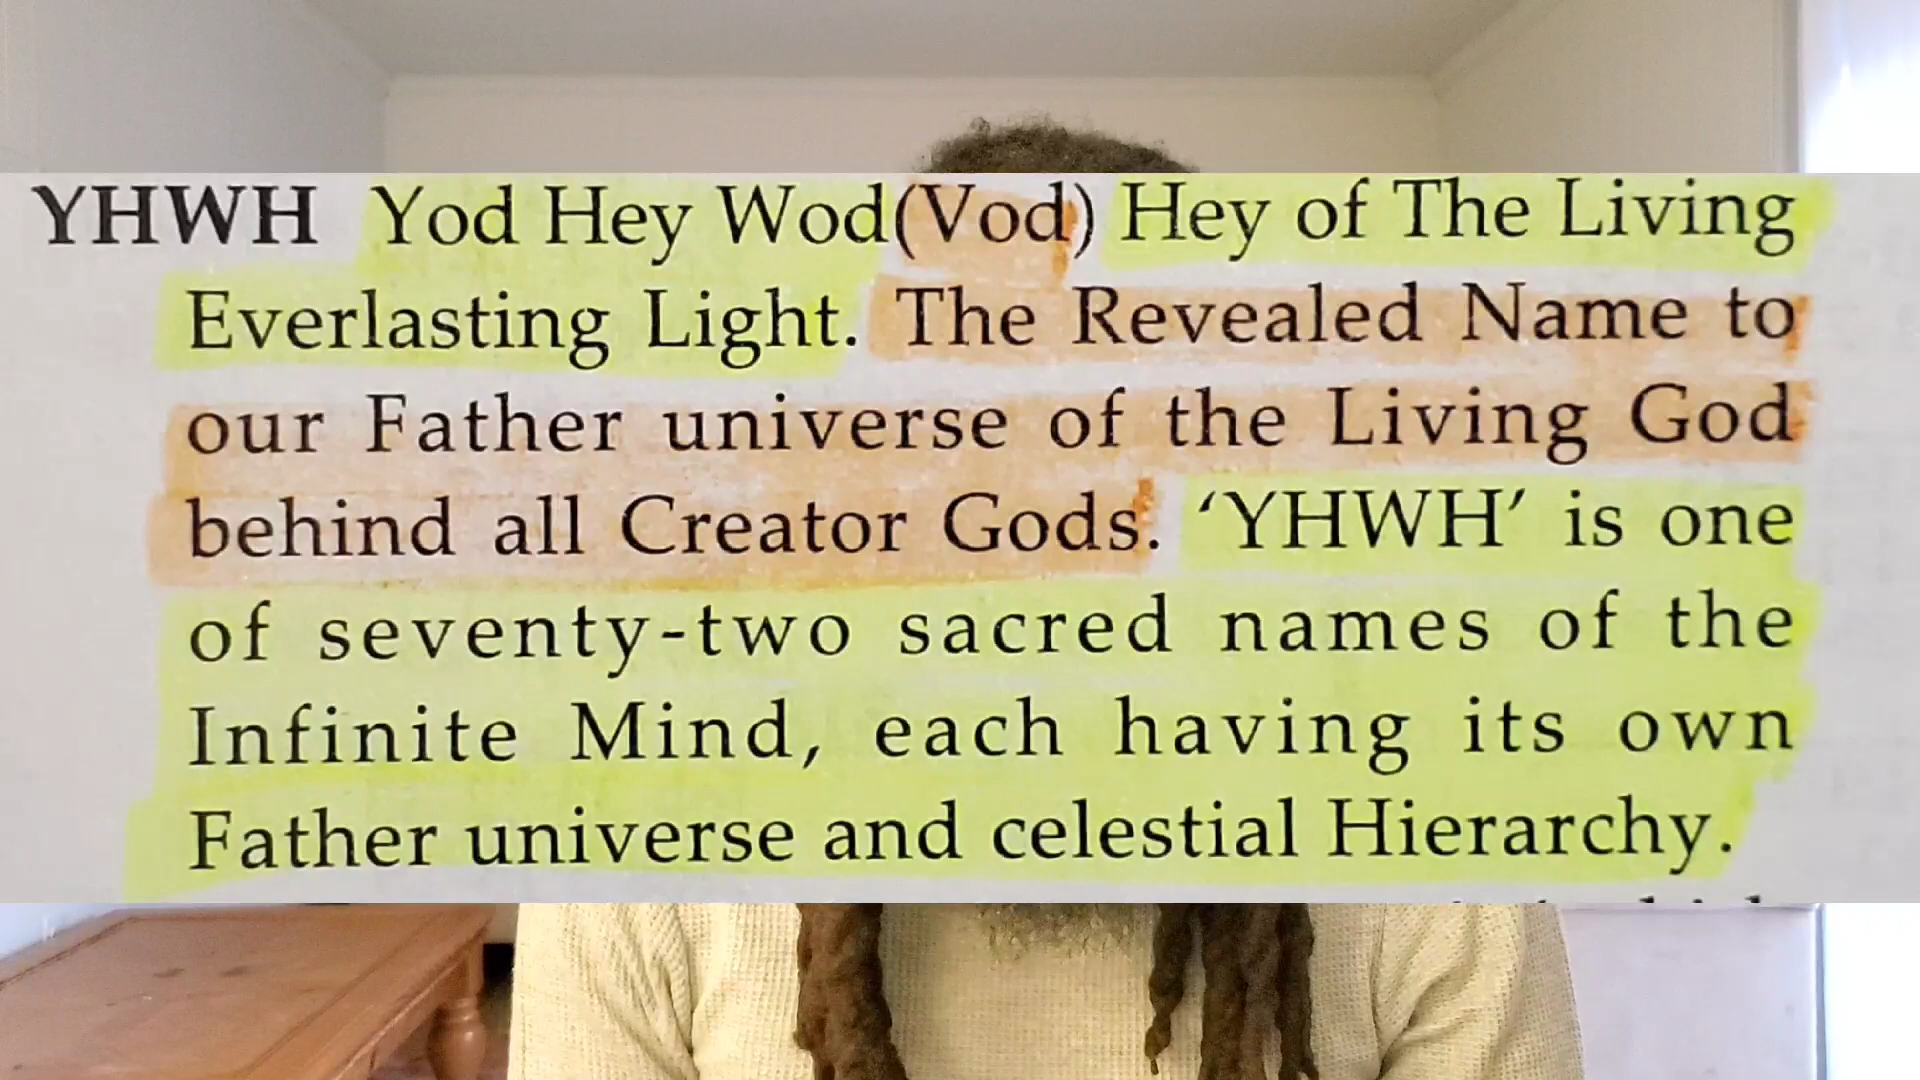 YHWH Yod Hey Wod(Vod) Hey of The Living
Everlasting Light. The Revealed Name to
our Father universe of the Living God
behind all Creator Gods. ‘YHWH’ is one
of seventy-two sacred names of the
Infinite Mind, each having its own
Father universe and celestial Hierarchy.